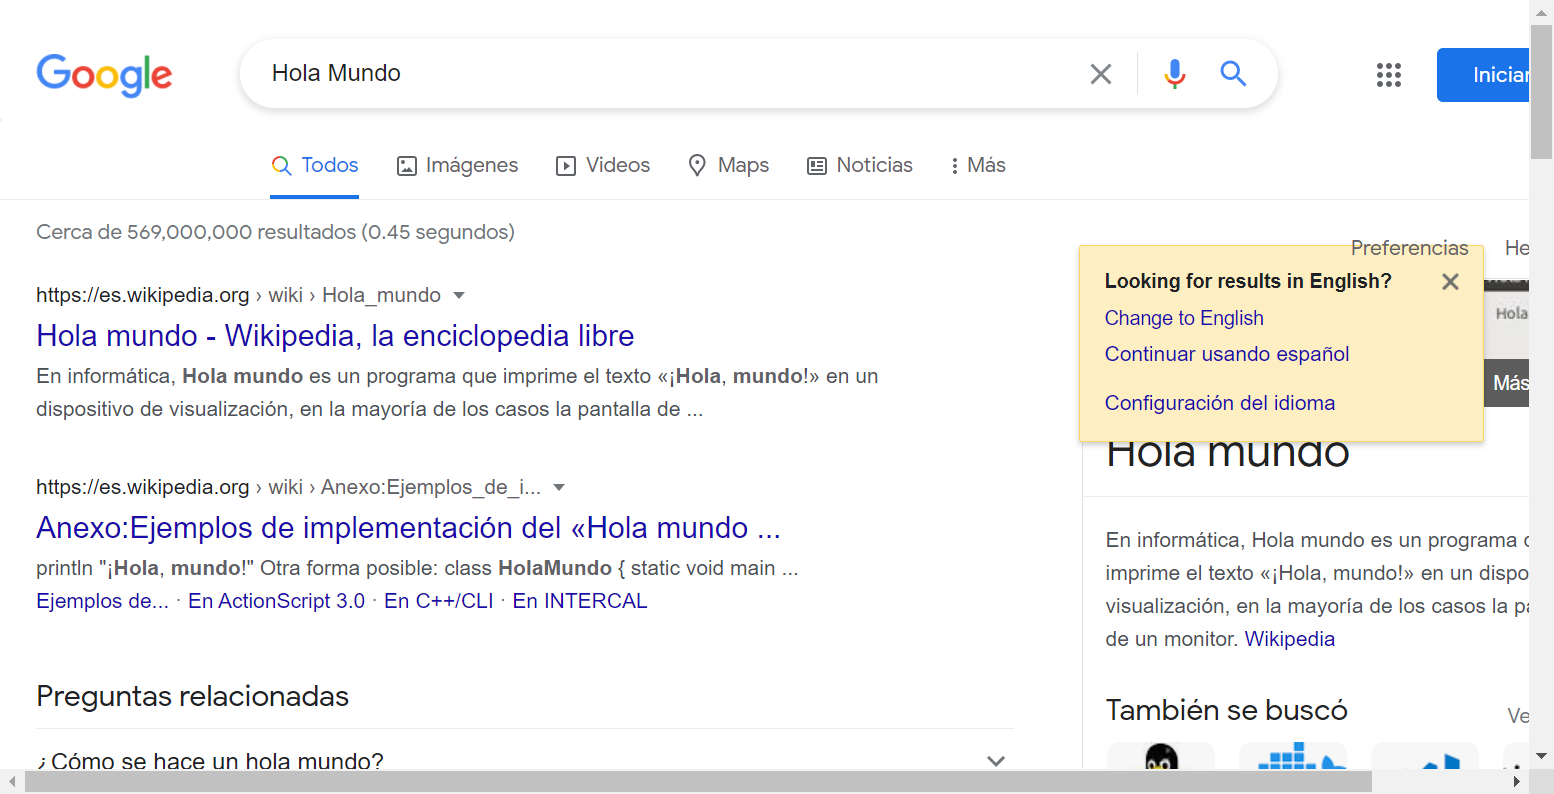 Google
Hola Mundo
Iniciar
Todos
Imágenes
Videos
Maps
Noticias
Más
Cerca de 569,000,000 resultados (0.45 segundos)
Preferencias
https://es.wikipedia.org › wiki › Hola_mundo
Hola mundo - Wikipedia, la enciclopedia libre
En informática, Hola mundo es un programa que imprime el texto «¡Hola, mundo!» en un
dispositivo de visualización, en la mayoría de los casos la pantalla de ...
https://es.wikipedia.org › wiki › Anexo:Ejemplos_de_i...
Anexo:Ejemplos de implementación del «Hola mundo ...
println "¡Hola, mundo!" Otra forma posible: class HolaMundo { static void main ...
Ejemplos de... · En ActionScript 3.0 · En C++/CLI · En INTERCAL
Preguntas relacionadas
¿Cómo se hace un hola mundo?
Looking for results in English?
Change to English
Continuar usando español
Configuración del idioma
Hola
Más
Hola mundo
En informática, Hola mundo es un programa
imprime el texto «¡Hola, mundo!» en un
visualización, en la mayoría de los casos la
de un monitor. Wikipedia
También se buscó